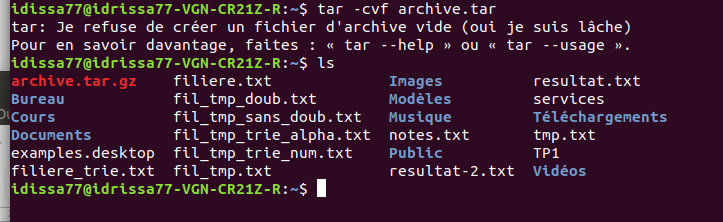 idissa77@idrissa77-VGN-CR21Z-R:~$ tar -cvf archive.tar
tar: Je refuse de créer un fichier d'archive vide (oui je suis lâche)
Pour en savoir davantage, faites : « tar --help » ou « tar --usage ».
idissa77@idrissa77-VGN-CR21Z-R:~$ ls
archive.tar.gz filiere.txt Images resultat.txt
Bureau fil_tmp_doub.txt Modèles services
Cours fil_tmp_sans_doub.txt Musique Téléchargements
Documents fil_tmp_trie_alpha.txt notes.txt tmp.txt
examples.desktop fil_tmp_trie_num.txt Public TP1
filiere_trie.txt fil_tmp.txt resultat-2.txt Vidéos
idissa77@idrissa77-VGN-CR21Z-R:~$